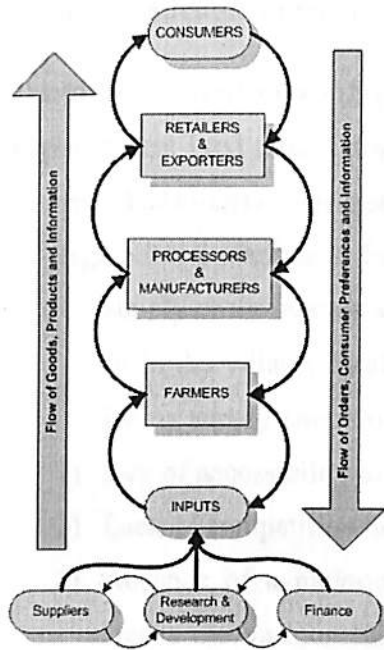 CONSUMERS
RETAILERS
&
EXPORTERS
PROCESSORS
&
MANUFACTURERS
FARMERS
INPUTS
Suppliers
Research &
Development
Finance
Flow of Goods, Products and Information
Flow of Orders, Consumer Preferences and Information